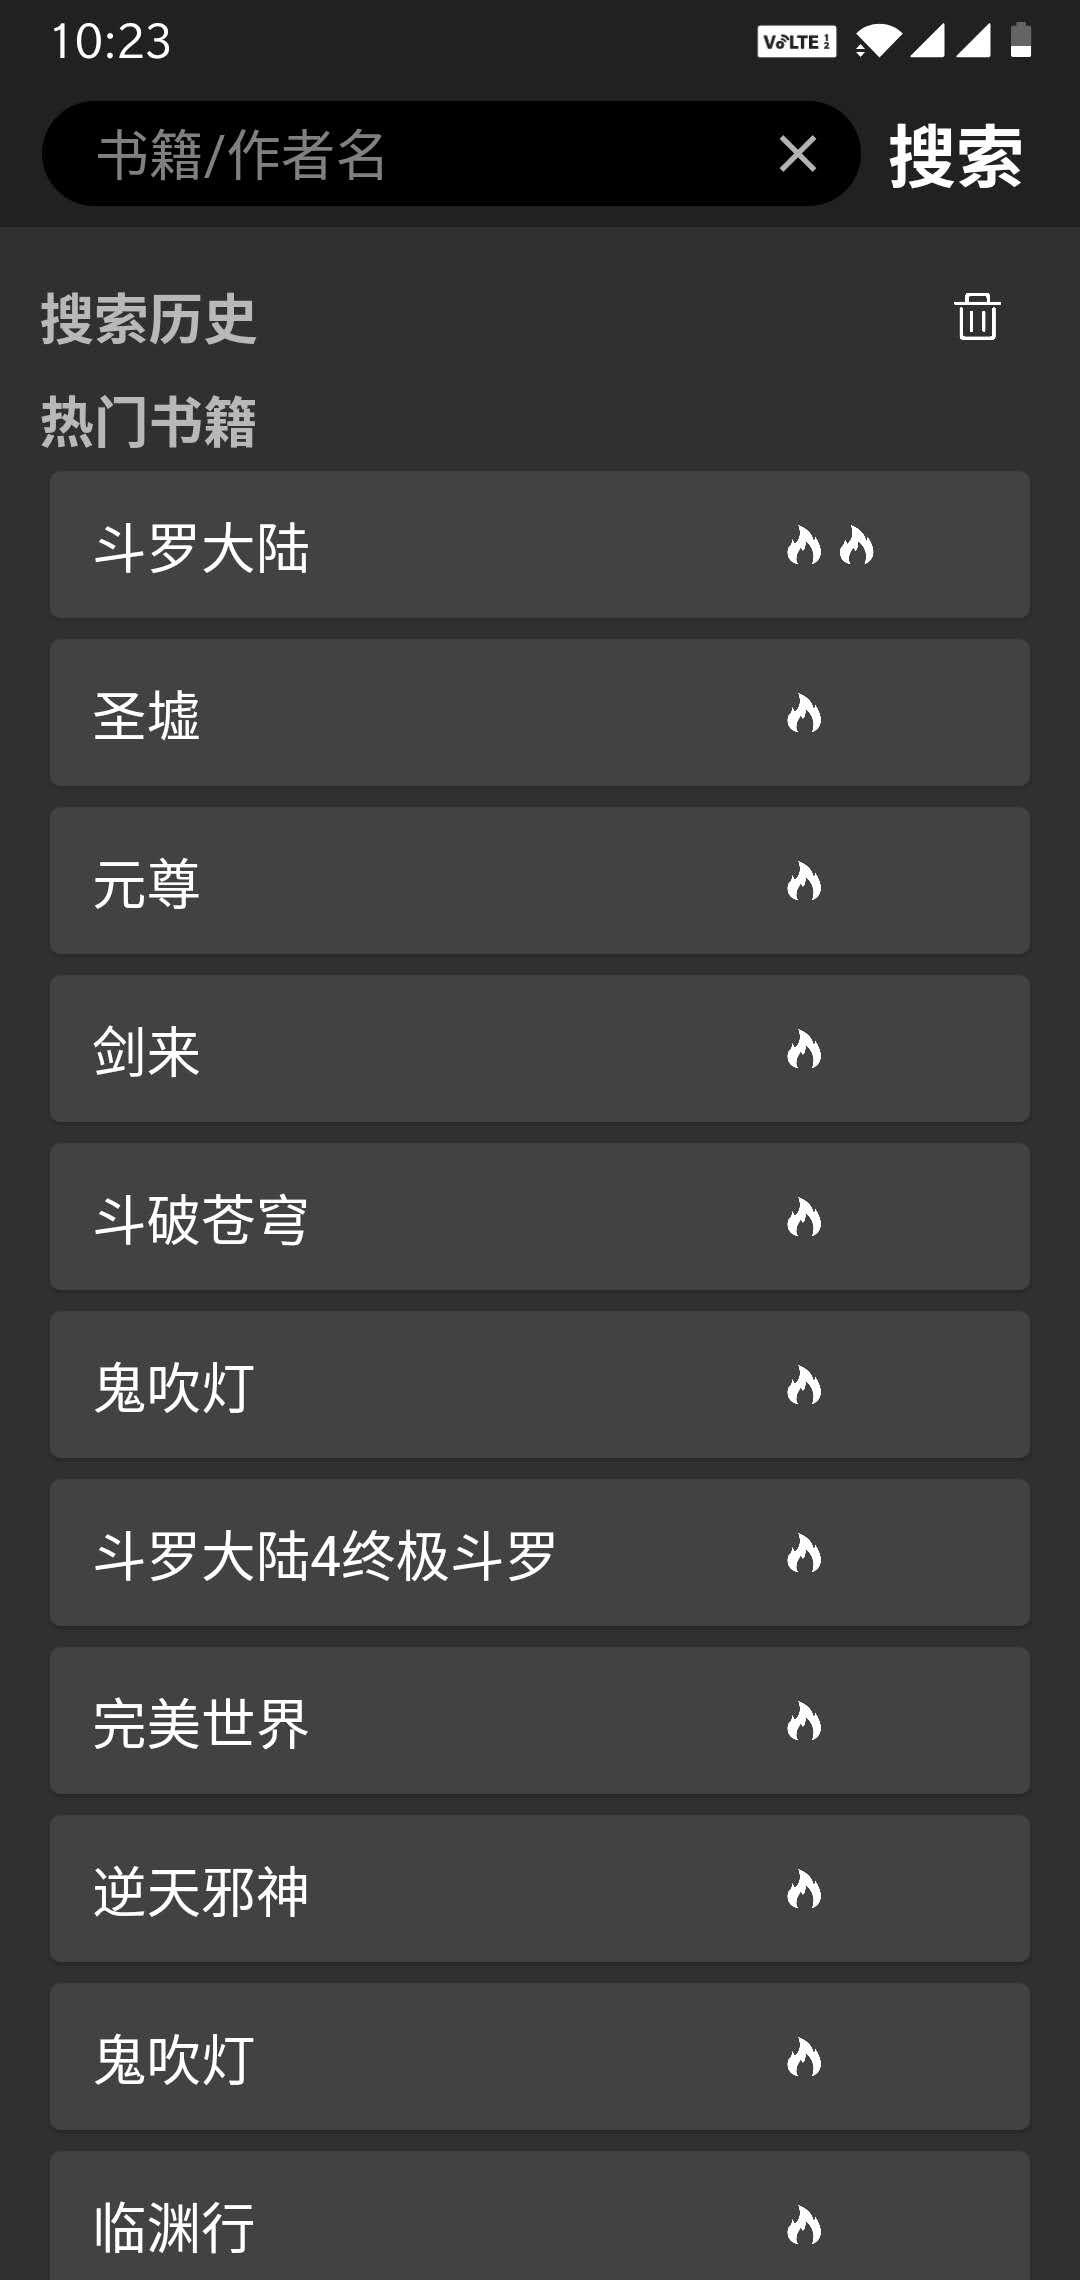 10:23
VoLTE 1 2
书籍/作者名
搜索
搜索历史
热门书籍
斗罗大陆
圣墟
元尊
剑来
斗破苍穹
鬼吹灯
斗罗大陆4终极斗罗
完美世界
逆天邪神
鬼吹灯
临渊行